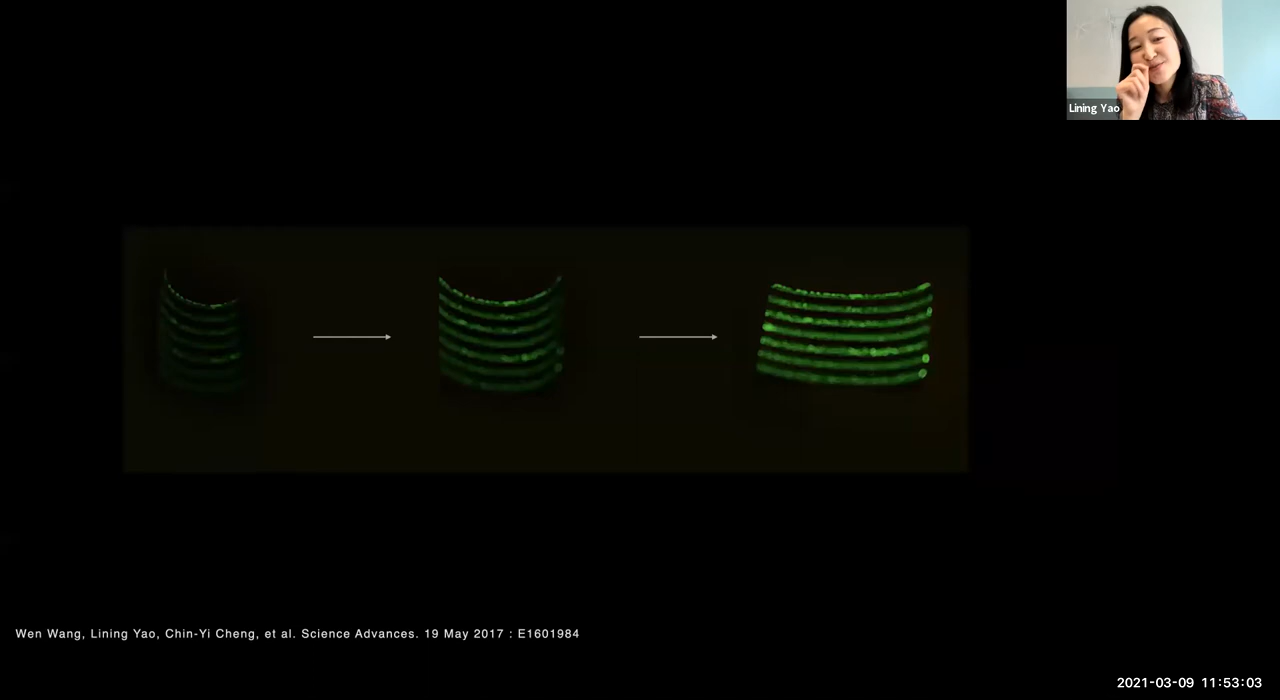 Lining Yao
Wen Wang, Lining Yao, Chin-Yi Cheng, et al. Science Advances. 19 May 2017 : E1601984
2021-03-09 11:53:03